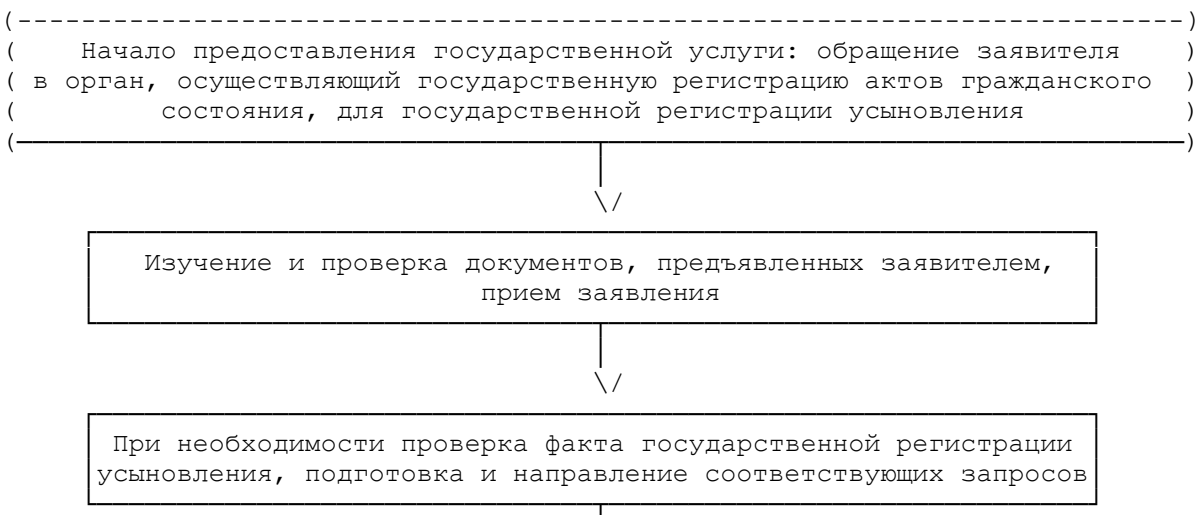 Начало предоставления государственной услуги: обращение заявителя
в орган, осуществляющий государственную регистрацию актов гражданского
состояния, для государственной регистрации усыновления
Изучение и проверка документов, предъявленных заявителем,
прием заявления
При необходимости проверка факта государственной регистрации
усыновления, подготовка и направление соответствующих запросов